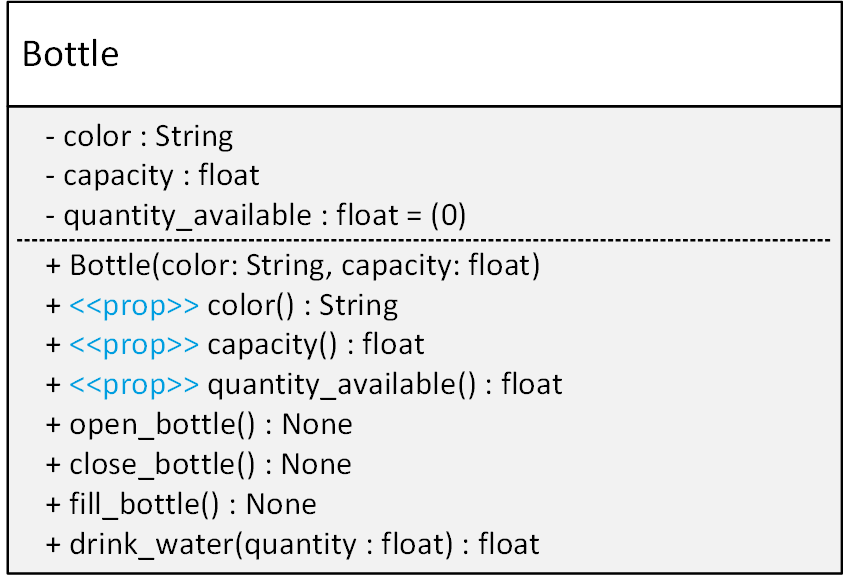 Bottle
- color : String
- capacity : float
- quantity_available : float = (0)
+ Bottle(color: String, capacity: float)
+ <<prop>> color() : String
+ <<prop>> capacity() : float
+ <<prop>> quantity_available() : float
+ open_bottle() : None
+ close_bottle() : None
+ fill_bottle() : None
+ drink_water(quantity : float) : float